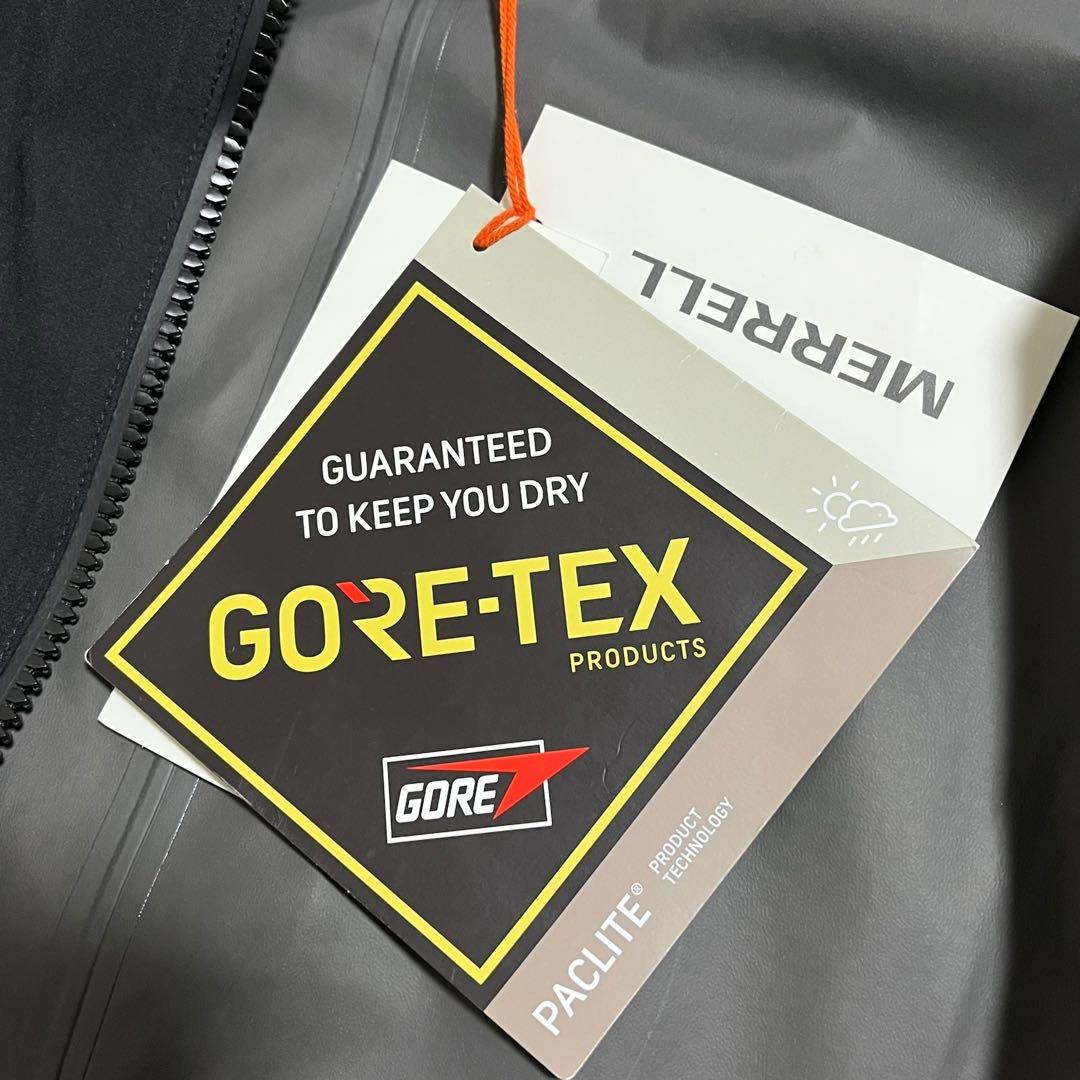 MERRELL
GUARANTEED
TO KEEP YOU DRY
GORE-TEX
PRODUCTS
GORE
PACLITE®
PRODUCT
TECHNOLOGY